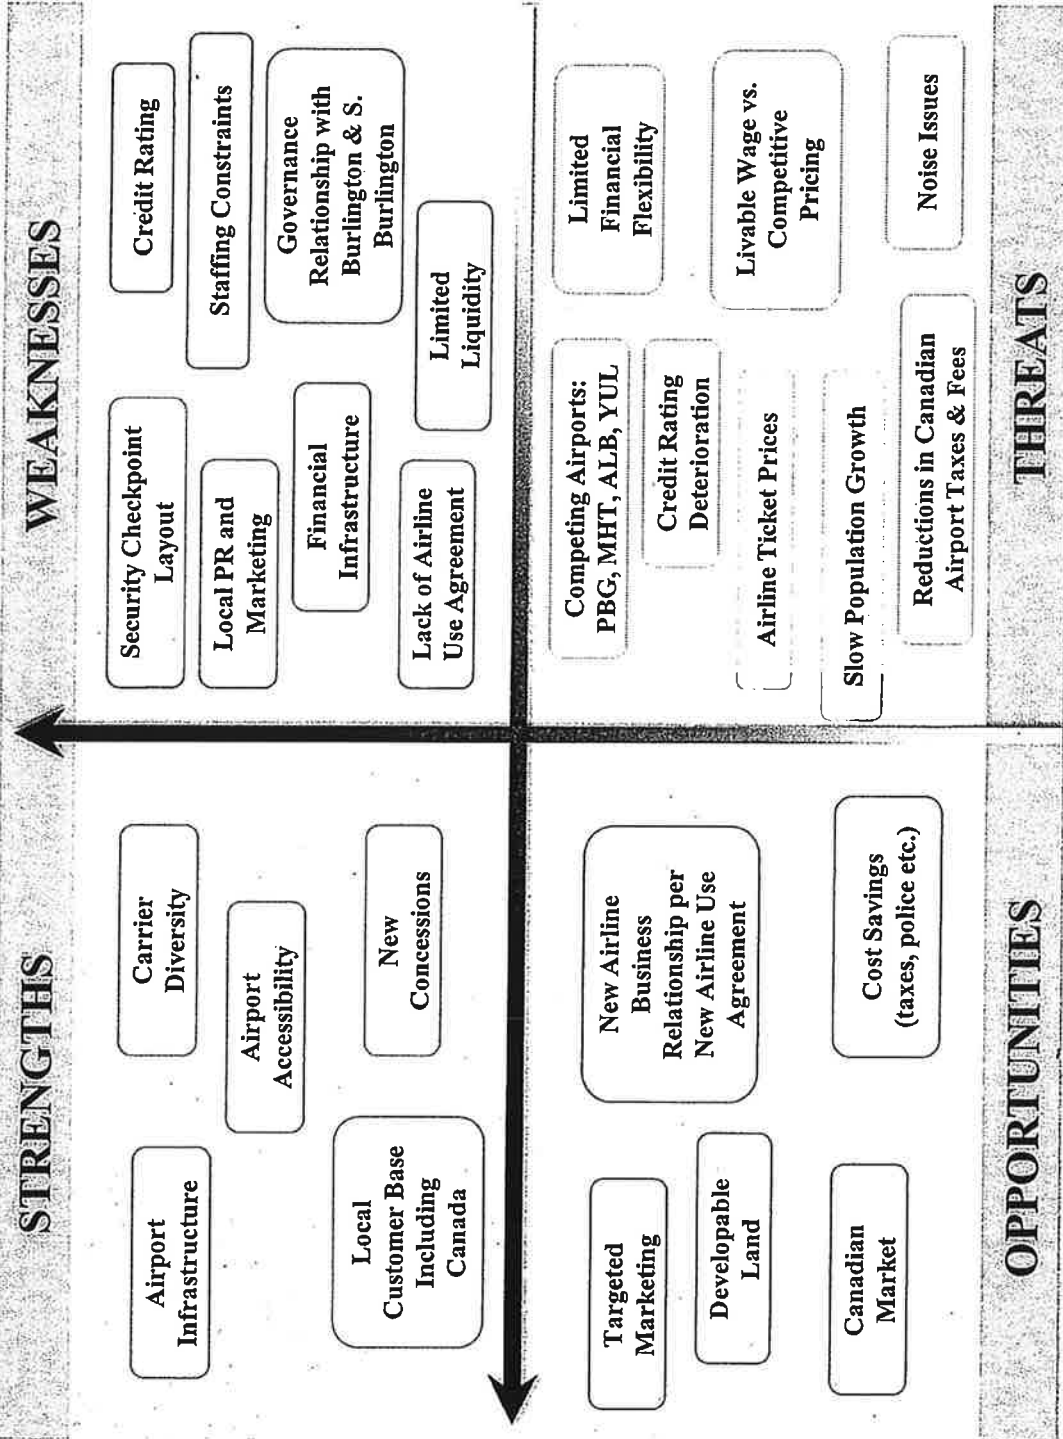 STRENGTHS
Airport
Infrastructure
Carrier
Diversity
Airport
Accessibility
Local
Customer Base
Including
Canada
New
Concessions
WEAKNESSES
Security Checkpoint
Layout
Credit Rating
Local PR and
Marketing
Staffing Constraints
Financial
Infrastructure
Governance
Relationship with
Burlington & S.
Burlington
Lack of Airline
Use Agreement
Limited
Liquidity
OPPORTUNITIES
Targeted
Marketing
New Airline
Business
Relationship per
New Airline Use
Agreement
Developable
Land
Canadian
Market
Cost Savings
(taxes, police etc.)
THREATS
Competing Airports:
PBG, MHT, ALB, YUL
Limited
Financial
Flexibility
Credit Rating
Deterioration
Airline Ticket Prices
Livable Wage vs.
Competitive
Pricing
Slow Population Growth
Reductions in Canadian
Airport Taxes & Fees
Noise Issues